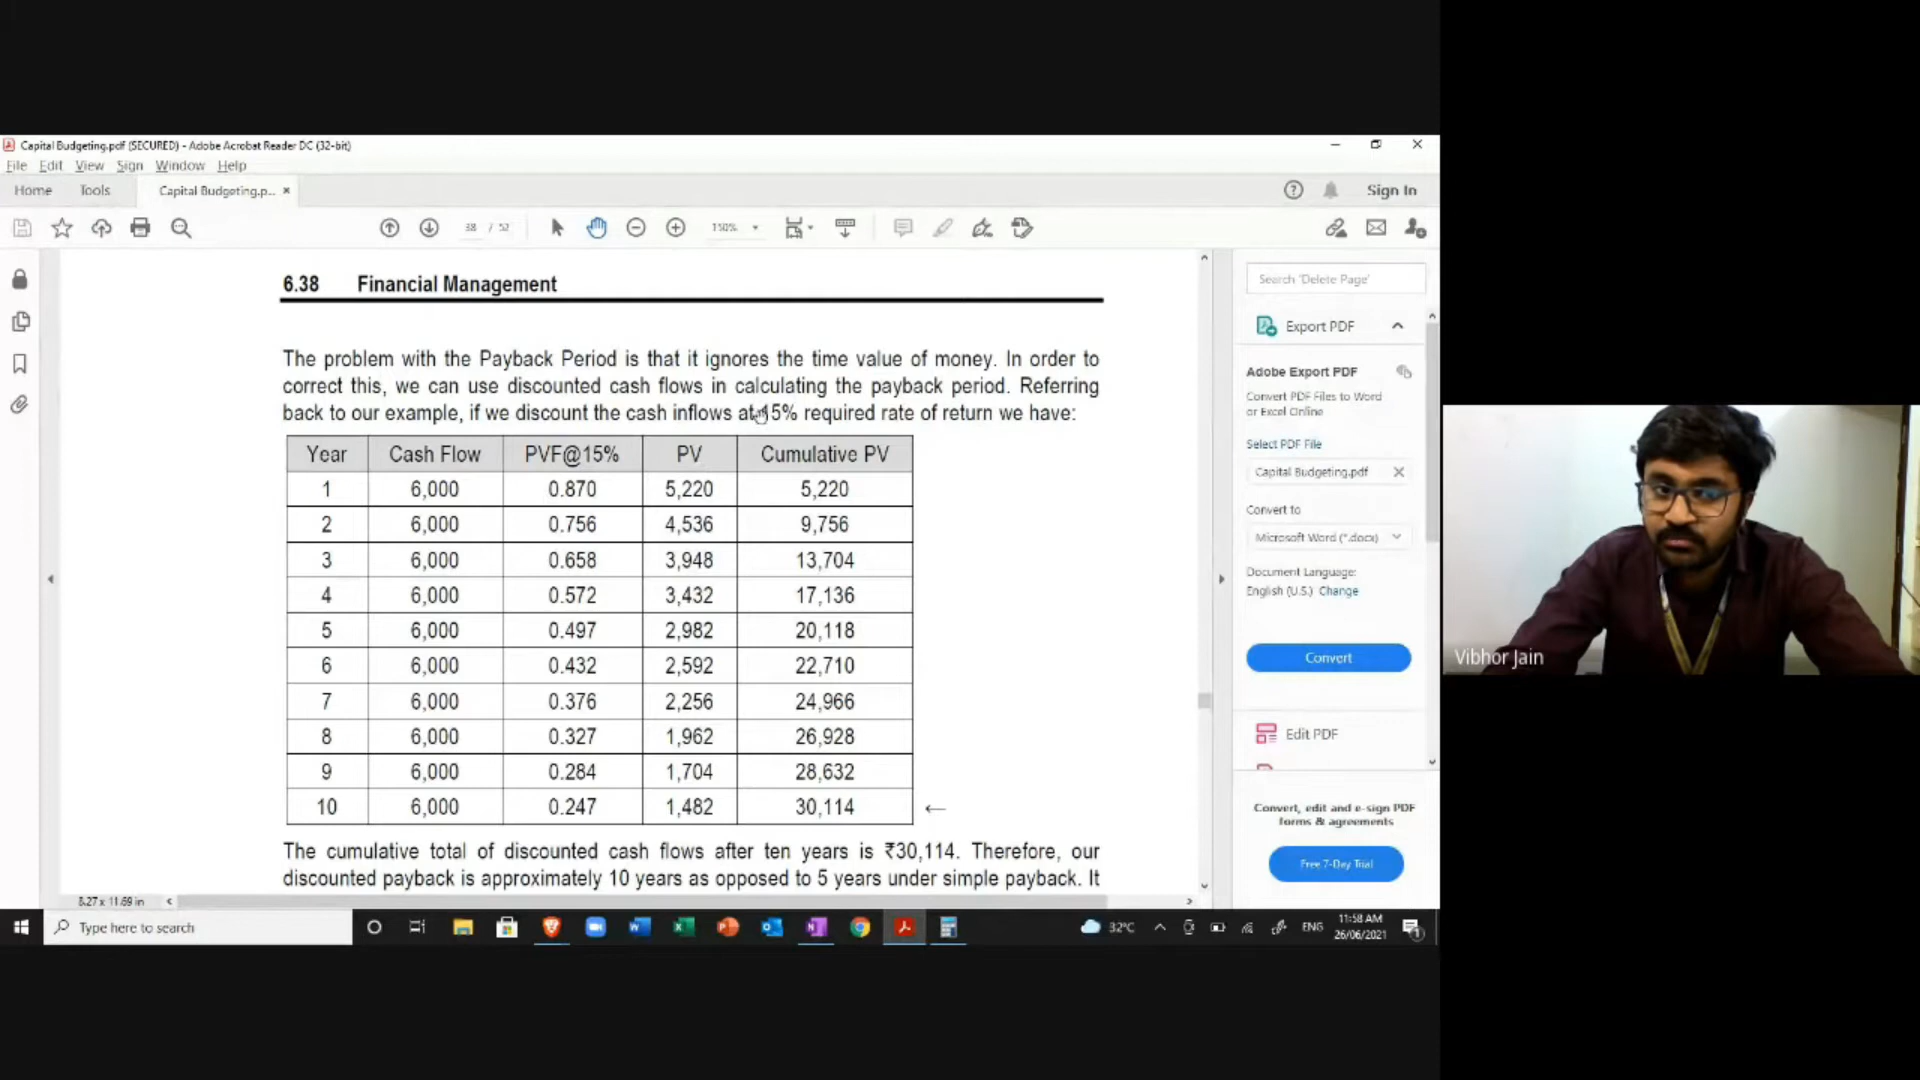 Capital Budgeting.pdf (SECURED) - Adobe Acrobat Reader DC (32-bit)
File Edit View Sign Window Help
Home Tools Capital Budgeting.p... × Sign In
38 / 52 150%
6.38 Financial Management
The problem with the Payback Period is that it ignores the time value of money. In order to
correct this, we can use discounted cash flows in calculating the payback period. Referring
back to our example, if we discount the cash inflows at 15% required rate of return we have:
Year Cash Flow PVF@15% PV Cumulative PV
1 6,000 0.870 5,220 5,220
2 6,000 0.756 4,536 9,756
3 6,000 0.658 3,948 13,704
4 6,000 0.572 3,432 17,136
5 6,000 0.497 2,982 20,118
6 6,000 0.432 2,592 22,710
7 6,000 0.376 2,256 24,966
8 6,000 0.327 1,962 26,928
9 6,000 0.284 1,704 28,632
10 6,000 0.247 1,482 30,114 ←
The cumulative total of discounted cash flows after ten years is ₹30,114. Therefore, our
discounted payback is approximately 10 years as opposed to 5 years under simple payback. It
8.27 x 11.69 in
Search 'Delete Page'
Export PDF
Adobe Export PDF
Convert PDF Files to Word
or Excel Online
Select PDF File
Capital Budgeting.pdf ×
Convert to
Microsoft Word (*.docx)
Document Language:
English (U.S.) Change
Convert
Edit PDF
Convert, edit and e-sign PDF
forms & agreements
Free 7-Day Trial
Vibhor Jain
Type here to search
32°C ENG 11:58 AM
26/06/2021